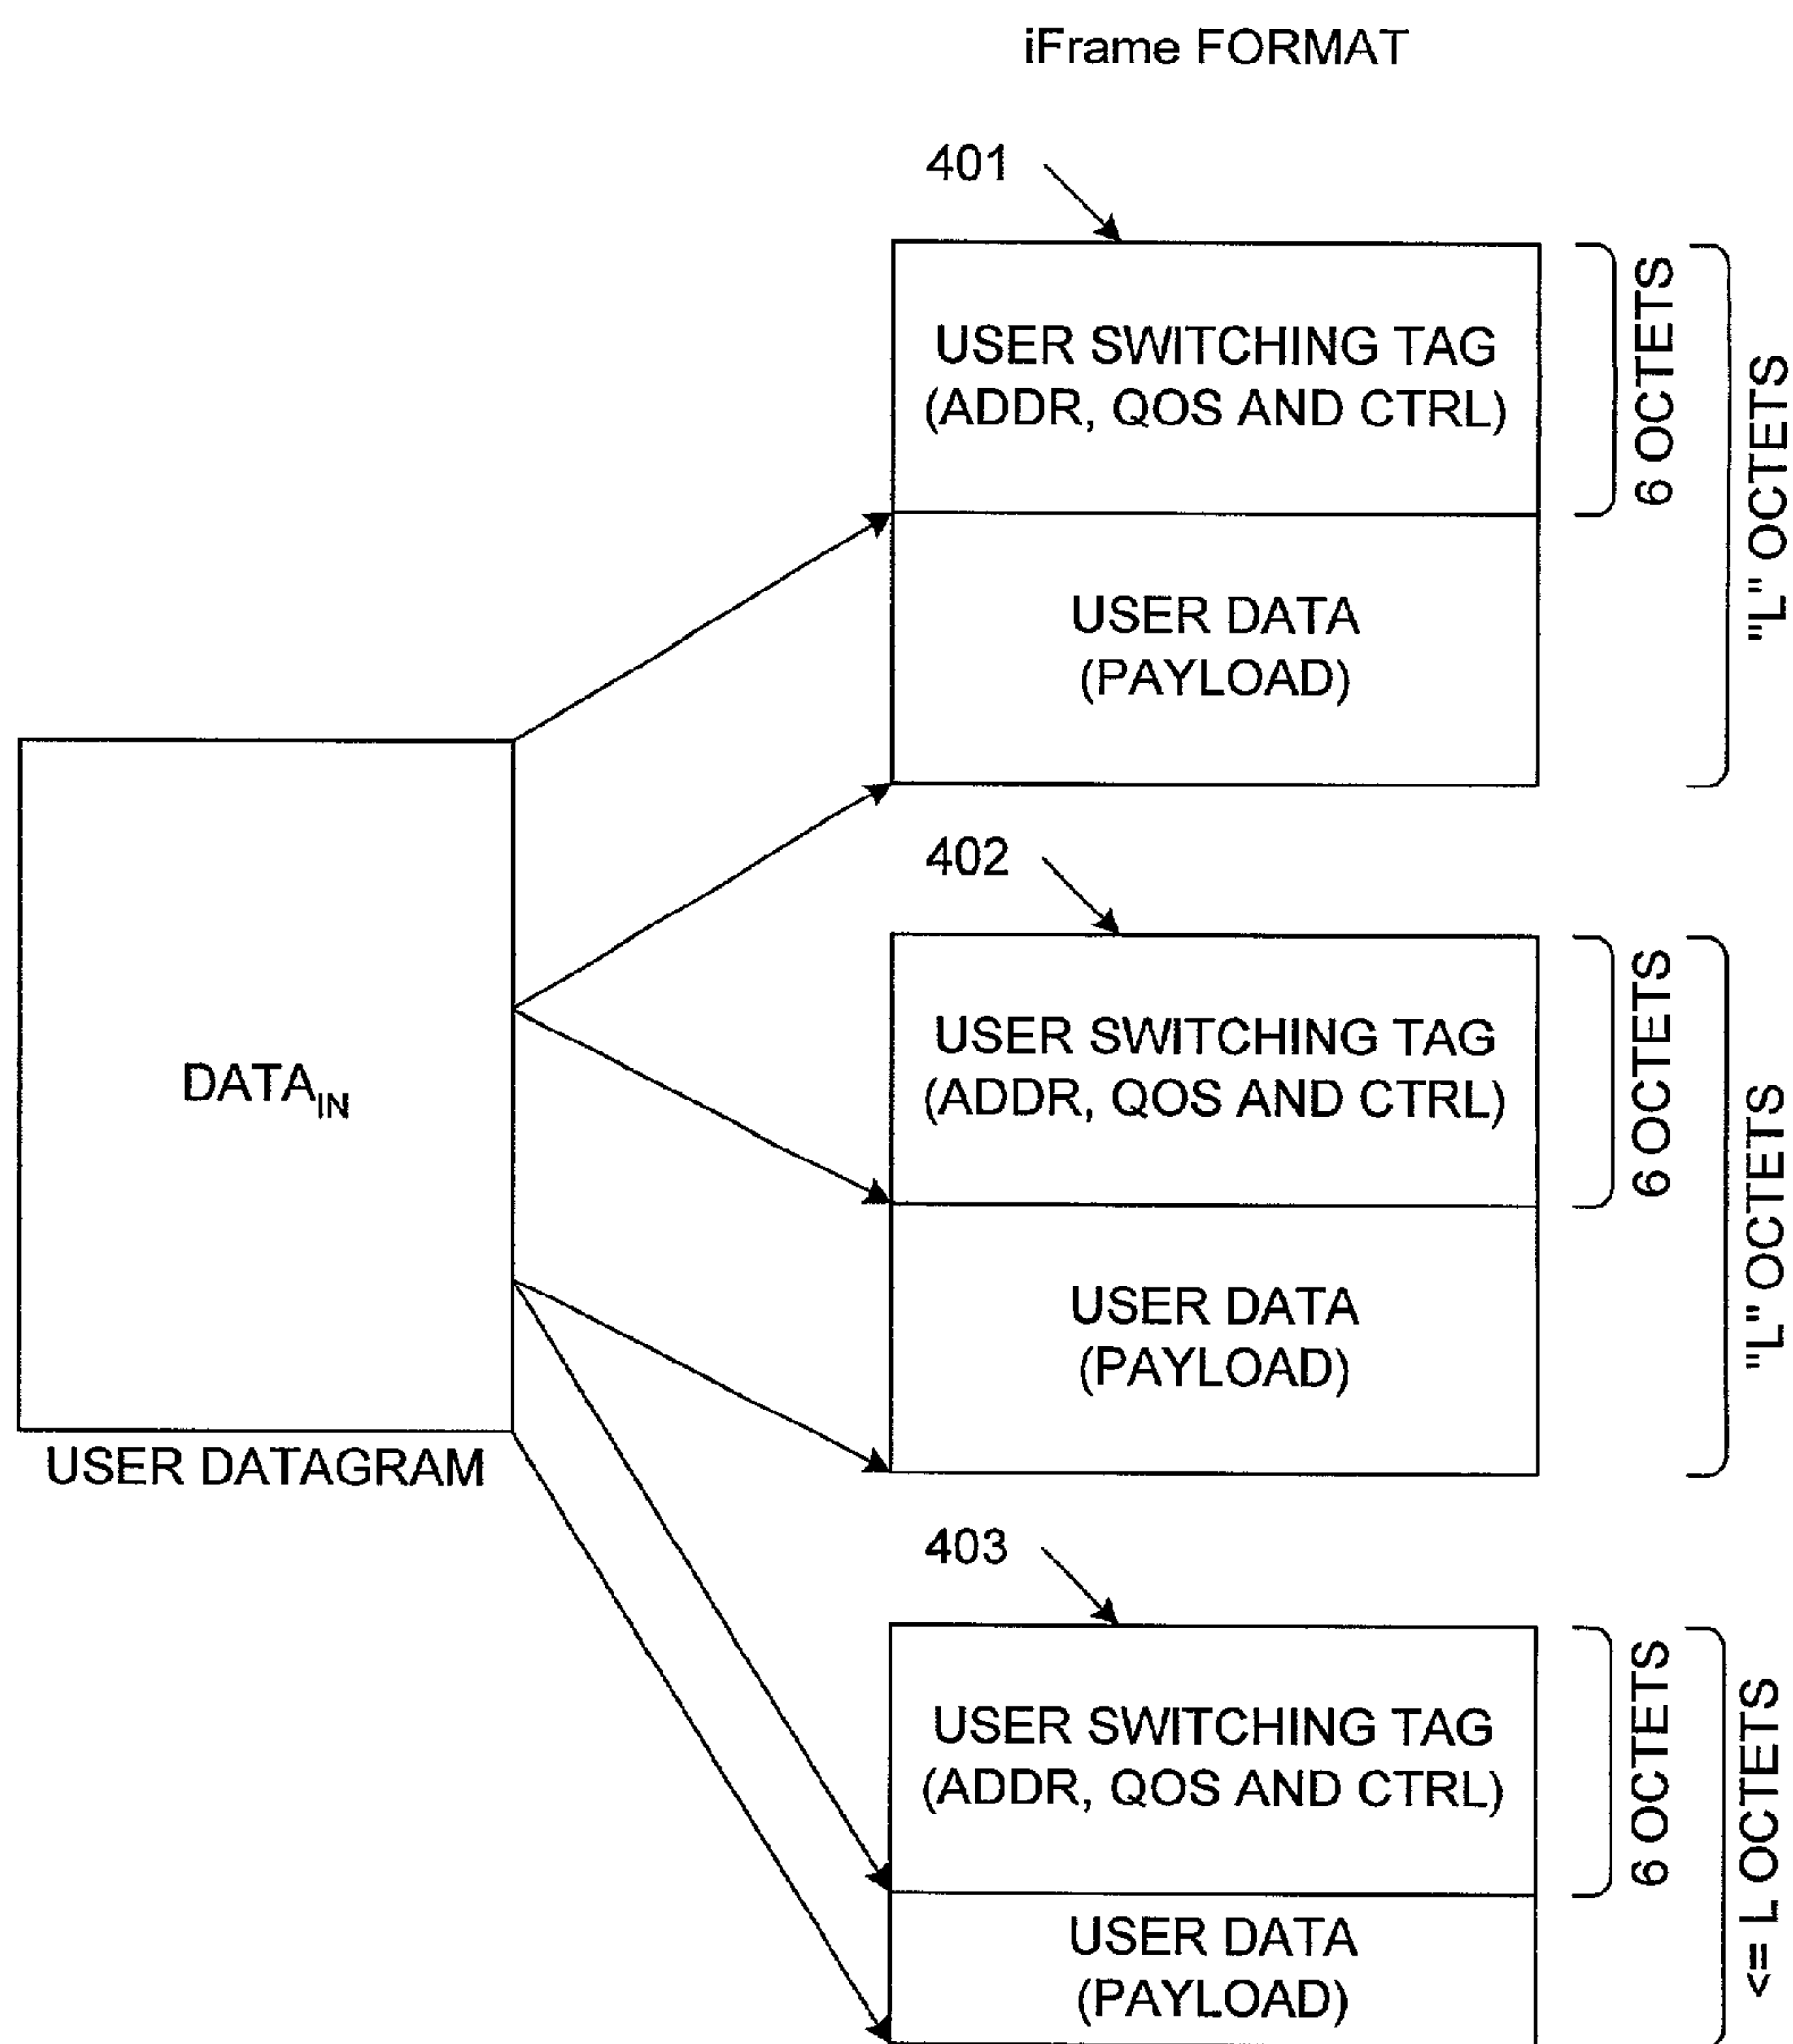 iFrame FORMAT
401
USER SWITCHING TAG
(ADDR, QOS AND CTRL)
6 OCTETS
"L" OCTETS
USER DATA
(PAYLOAD)
402
USER SWITCHING TAG
(ADDR, QOS AND CTRL)
6 OCTETS
"L" OCTETS
USER DATA
(PAYLOAD)
DATAIN
USER DATAGRAM
403
USER SWITCHING TAG
(ADDR, QOS AND CTRL)
6 OCTETS
<= L OCTETS
USER DATA
(PAYLOAD)